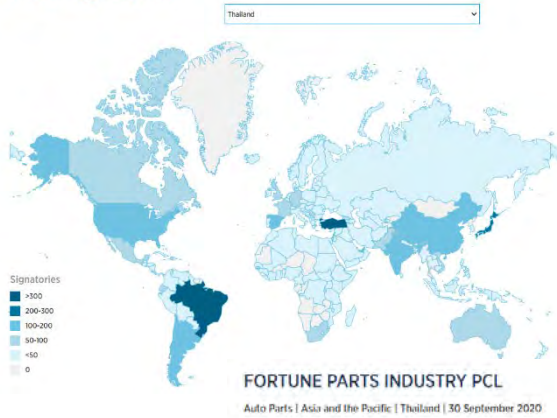 Thailand
Signatories
>300
200-300
100-200
50-100
<50
0
FORTUNE PARTS INDUSTRY PCL
Auto Parts | Asia and the Pacific | Thailand | 30 September 2020